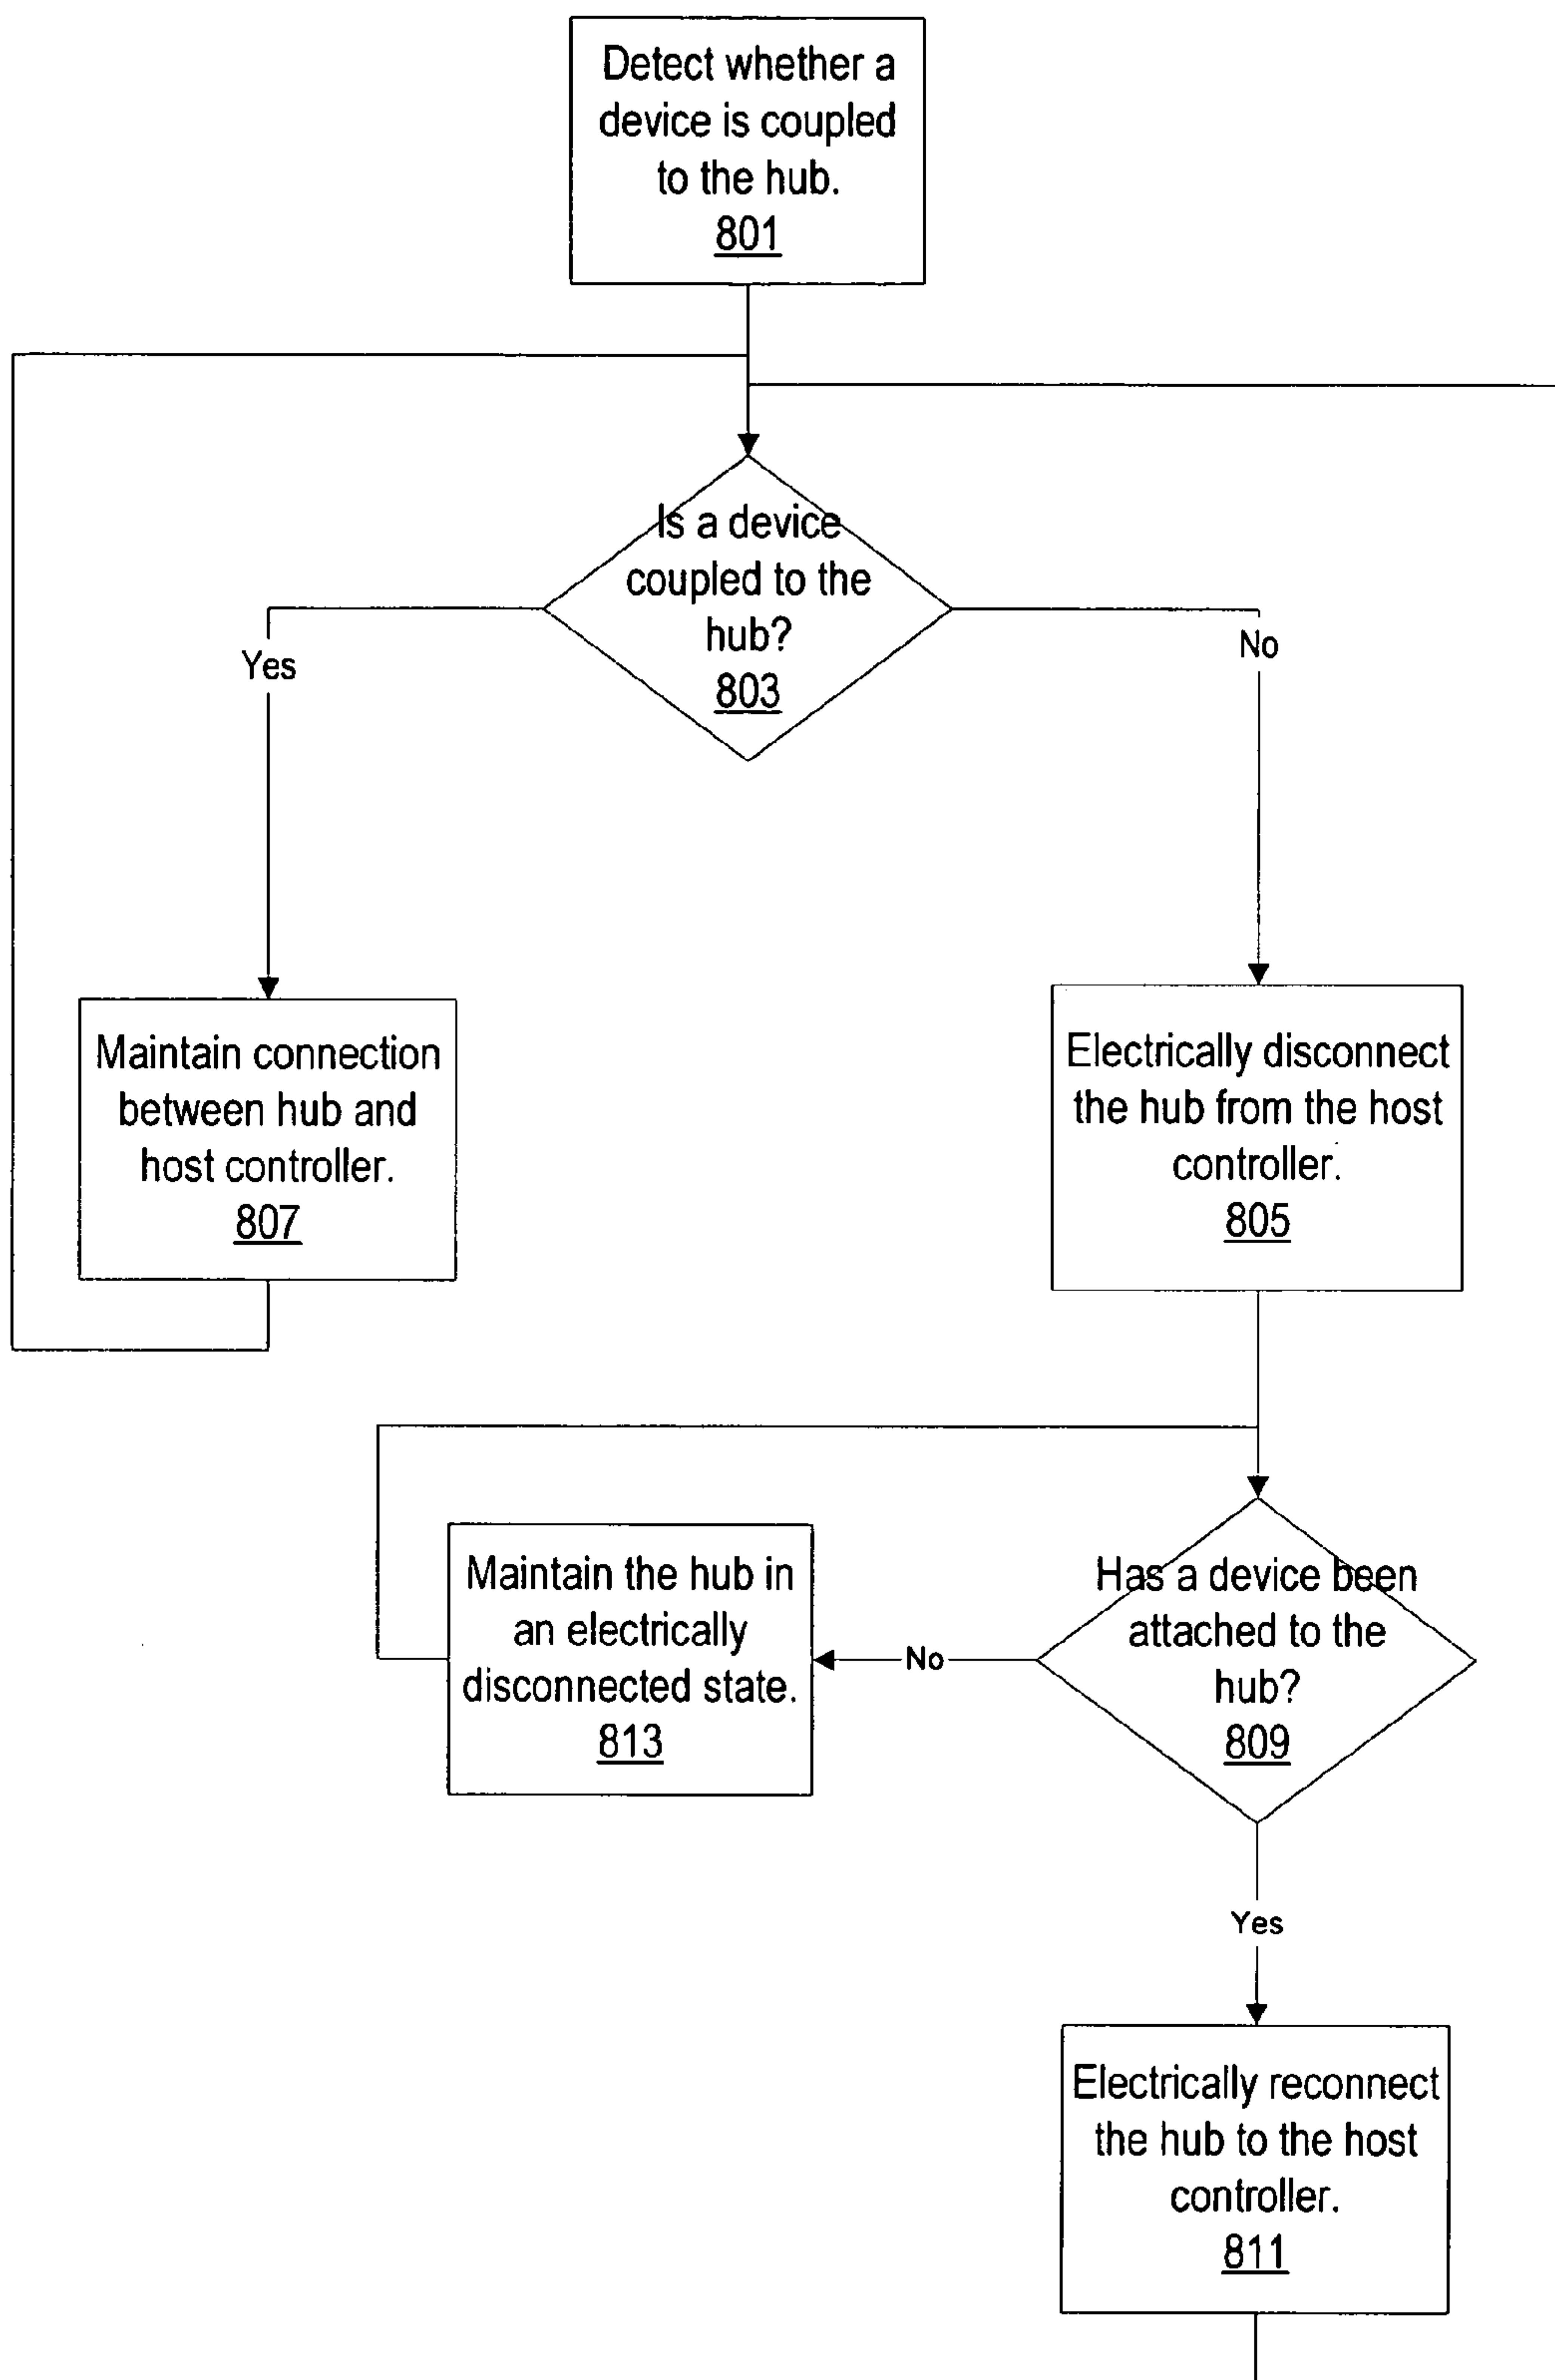 Detect whether a
device is coupled
to the hub.
801
Is a device
coupled to the
hub?
803
Yes
No
Maintain connection
between hub and
host controller.
807
Electrically disconnect
the hub from the host
controller.
805
Maintain the hub in
an electrically
disconnected state.
813
No
Has a device been
attached to the
hub?
809
Yes
Electrically reconnect
the hub to the host
controller.
811